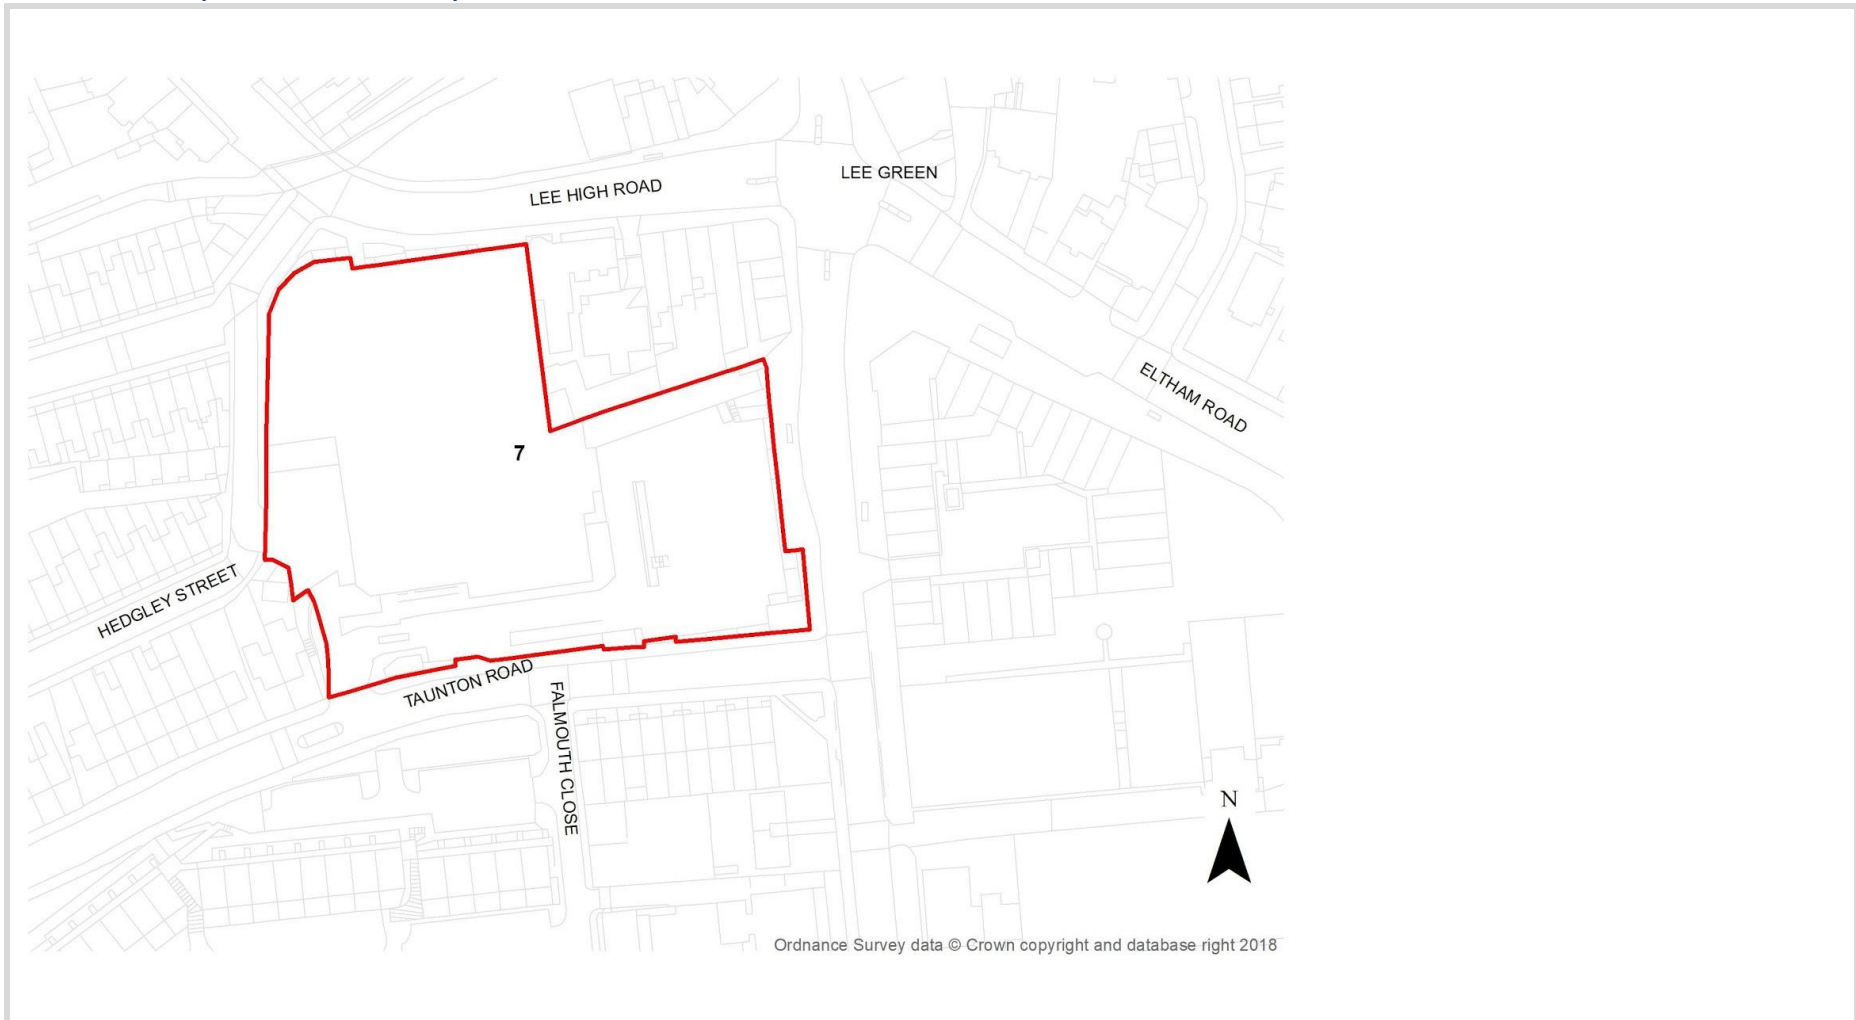 LEE GREEN
LEE HIGH ROAD
ELTHAM ROAD
7
HEDGLEY STREET
TAUNTON ROAD
FALMOUTH CLOSE
N
Ordnance Survey data © Crown copyright and database right 2018